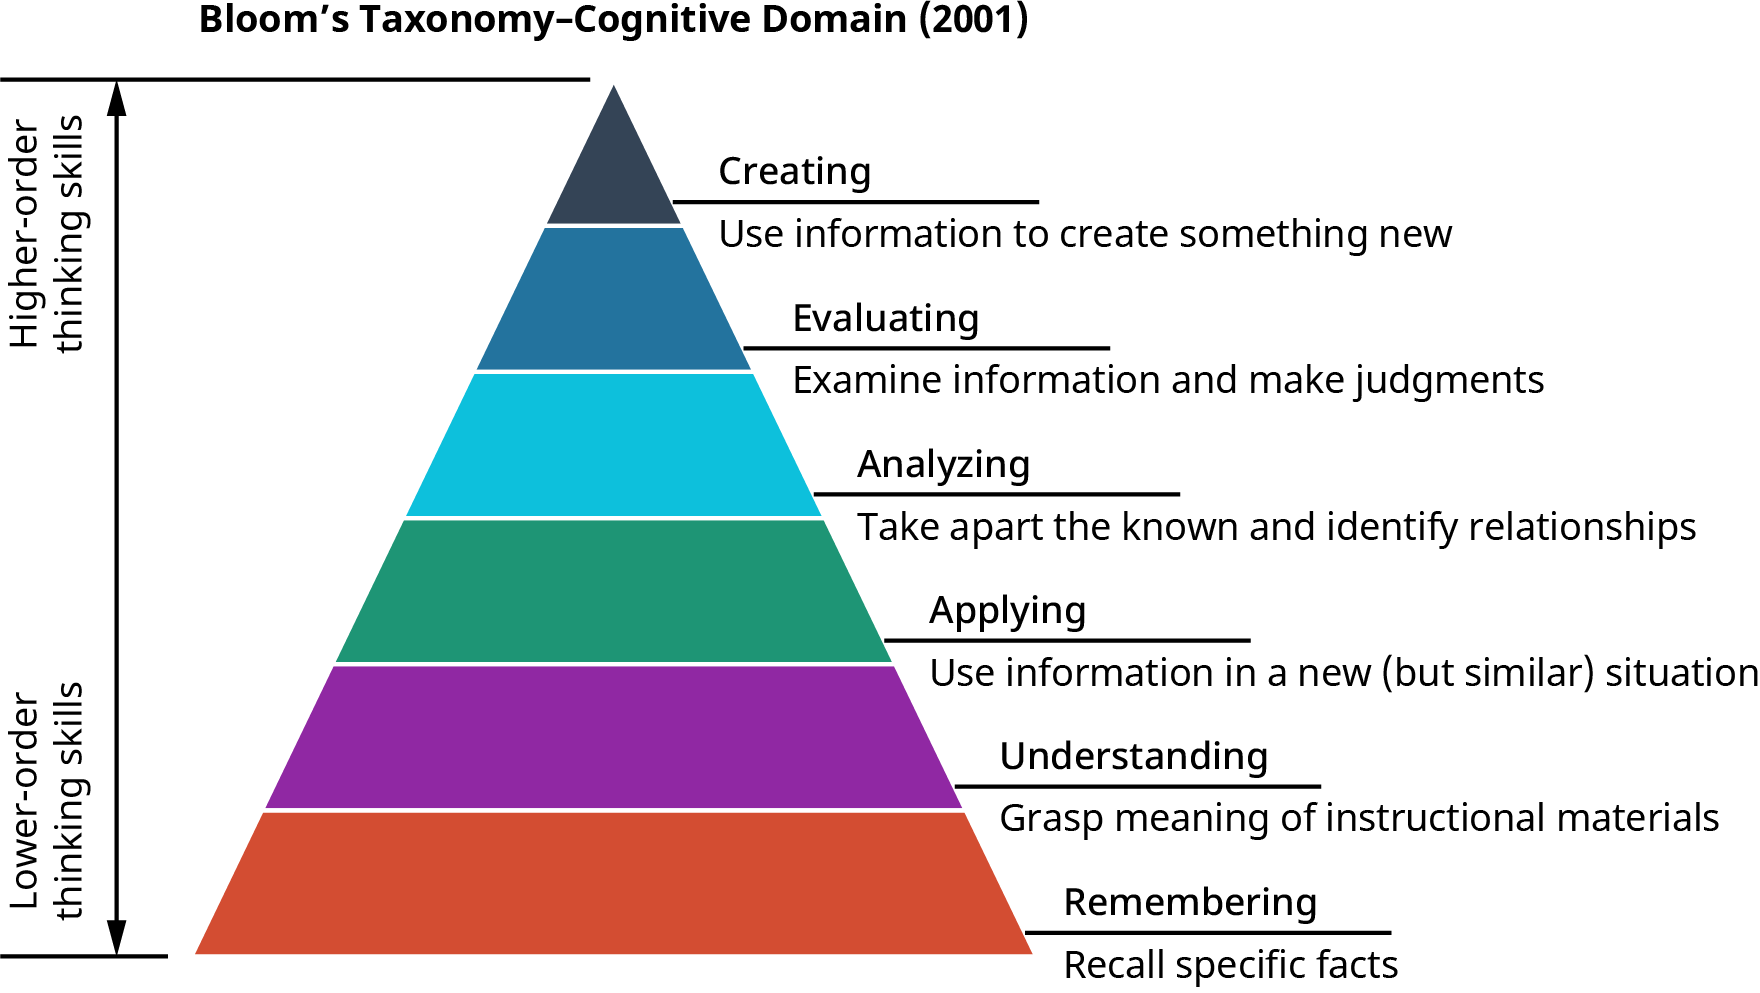 Bloom’s Taxonomy–Cognitive Domain (2001)
Higher-order
thinking skills
Creating
Use information to create something new
Evaluating
Examine information and make judgments
Analyzing
Take apart the known and identify relationships
Applying
Use information in a new (but similar) situation
Lower-order
thinking skills
Understanding
Grasp meaning of instructional materials
Remembering
Recall specific facts